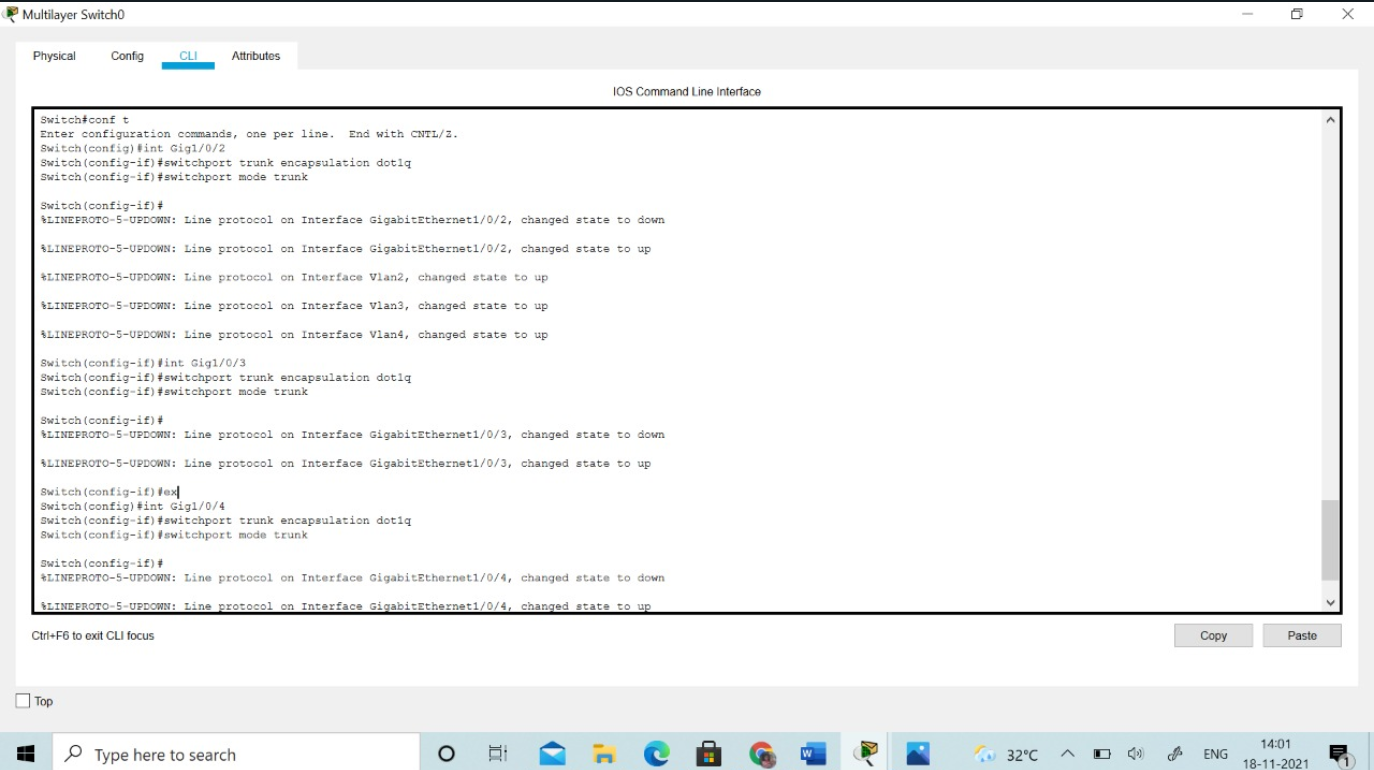 Multilayer Switch0
Physical Config CLI Attributes
IOS Command Line Interface
Switch#conf t
Enter configuration commands, one per line.  End with CNTL/Z.
Switch(config)#int Gig1/0/2
Switch(config-if)#switchport trunk encapsulation dot1q
Switch(config-if)#switchport mode trunk
Switch(config-if)#
%LINEPROTO-5-UPDOWN: Line protocol on Interface GigabitEthernet1/0/2, changed state to down
%LINEPROTO-5-UPDOWN: Line protocol on Interface GigabitEthernet1/0/2, changed state to up
%LINEPROTO-5-UPDOWN: Line protocol on Interface Vlan2, changed state to up
%LINEPROTO-5-UPDOWN: Line protocol on Interface Vlan3, changed state to up
%LINEPROTO-5-UPDOWN: Line protocol on Interface Vlan4, changed state to up
Switch(config-if)#int Gig1/0/3
Switch(config-if)#switchport trunk encapsulation dot1q
Switch(config-if)#switchport mode trunk
Switch(config-if)#
%LINEPROTO-5-UPDOWN: Line protocol on Interface GigabitEthernet1/0/3, changed state to down
%LINEPROTO-5-UPDOWN: Line protocol on Interface GigabitEthernet1/0/3, changed state to up
Switch(config-if)#ex
Switch(config)#int Gig1/0/4
Switch(config-if)#switchport trunk encapsulation dot1q
Switch(config-if)#switchport mode trunk
Switch(config-if)#
%LINEPROTO-5-UPDOWN: Line protocol on Interface GigabitEthernet1/0/4, changed state to down
%LINEPROTO-5-UPDOWN: Line protocol on Interface GigabitEthernet1/0/4, changed state to up
Ctrl+F6 to exit CLI focus
Copy Paste
Top
Type here to search
W
32°C
ENG
14:01
18-11-2021
1